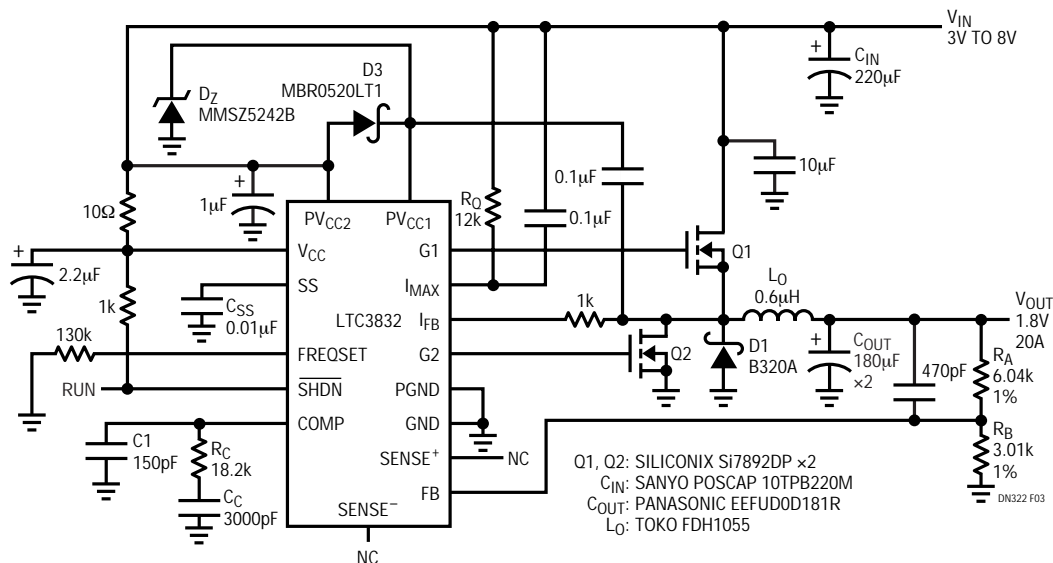 VIN
3V TO 8V
+
CIN
220µF
D3
MBR0520LT1
DZ
MMSZ5242B
10µF
0.1µF
+
1µF
RQ
12k
0.1µF
10Ω
PVCC2
PVCC1
VCC
G1
Q1
+
2.2µF
SS
IMAX
LO
0.6µH
VOUT
1.8V
20A
1k
CSS
0.01µF
LTC3832
IFB
1k
130k
FREQSET
G2
Q2
D1
B320A
+
COUT
180µF
×2
470pF
RA
6.04k
1%
RUN
SHDN
PGND
C1
150pF
RC
18.2k
COMP
GND
SENSE+
NC
RB
3.01k
1%
CC
3000pF
FB
SENSE–
NC
Q1, Q2: SILICONIX Si7892DP ×2
CIN: SANYO POSCAP 10TPB220M
COUT: PANASONIC EEFUD0D181R
LO: TOKO FDH1055
DN322 F03